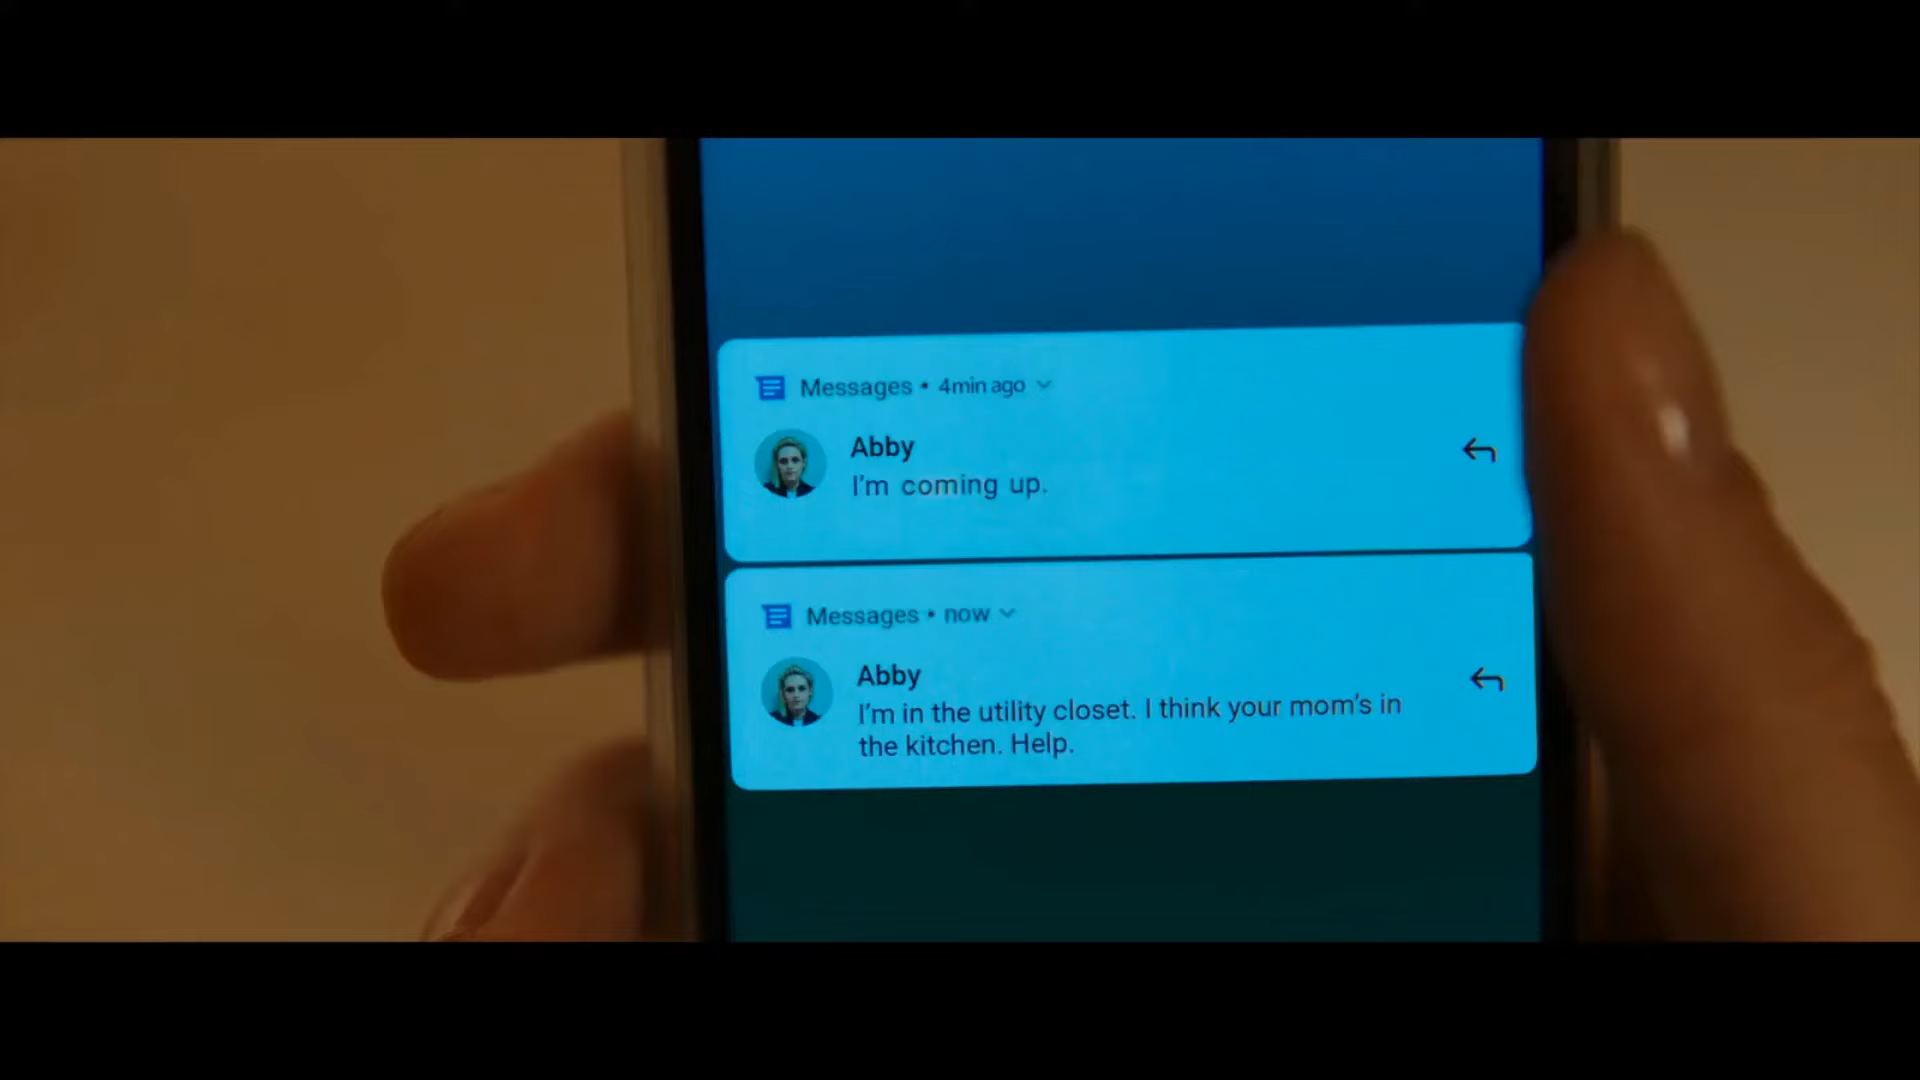 Messages • 4min ago
Abby
I'm coming up.
Messages • now
Abby
I'm in the utility closet. I think your mom's in
the kitchen. Help.